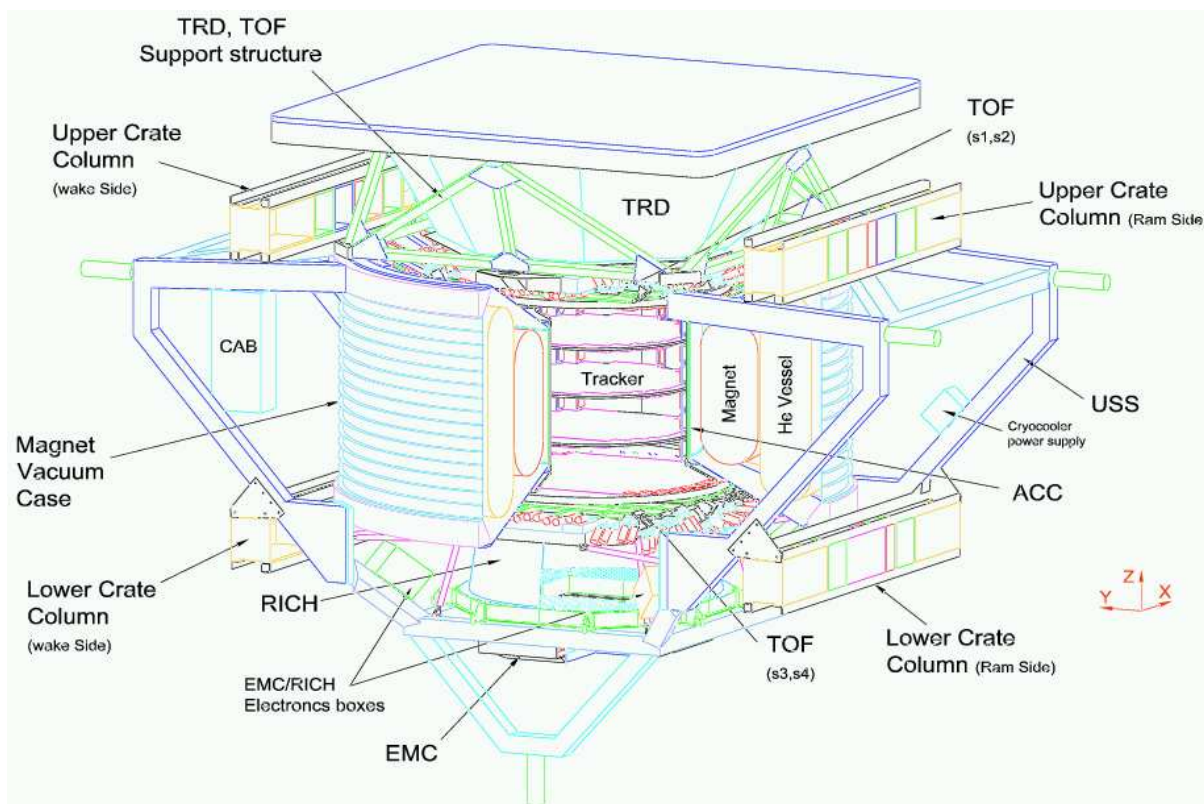 TRD, TOF
Support structure
TOF
(s1,s2)
Upper Crate
Column
(wake Side)
Upper Crate
Column (Ram Side)
TRD
CAB
Tracker
Magnet
He Vessel
USS
Cryocooler
power supply
Magnet
Vacuum
Case
ACC
Lower Crate
Column
(wake Side)
RICH
Z
Y
X
TOF
(s3,s4)
Lower Crate
Column (Ram Side)
EMC/RICH
Electroncs boxes
EMC